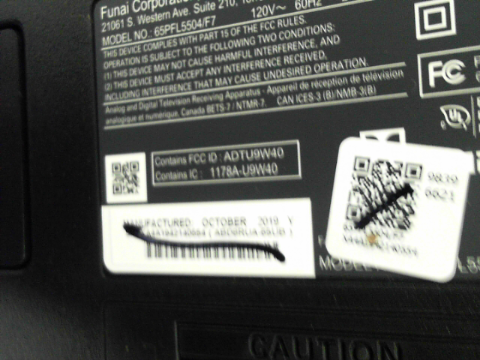 Funai Corporation
21061 S. Western Ave. Suite 210,
MODEL NO : 65PFL5504/F7 120V~ 60Hz
THIS DEVICE COMPLIES WITH PART 15 OF THE FCC RULES.
OPERATION IS SUBJECT TO THE FOLLOWING TWO CONDITIONS:
(1) THIS DEVICE MAY NOT CAUSE HARMFUL INTERFERENCE, AND
(2) THIS DEVICE MUST ACCEPT ANY INTERFERENCE RECEIVED,
INCLUDING INTERFERENCE THAT MAY CAUSE UNDESIRED OPERATION.
Analog and Digital Television Receiving Apparatus - Appareil de réception de télévision
analogique et numérique, Canada BETS-7 / NTMR-7. CAN ICES-3 (B)/NMB-3(B)
FC
UL
Contains FCC ID : ADTU9W40
Contains IC : 1178A-U9W40
9839
6821
MANUFACTURED OCTOBER 2019
CAUTION